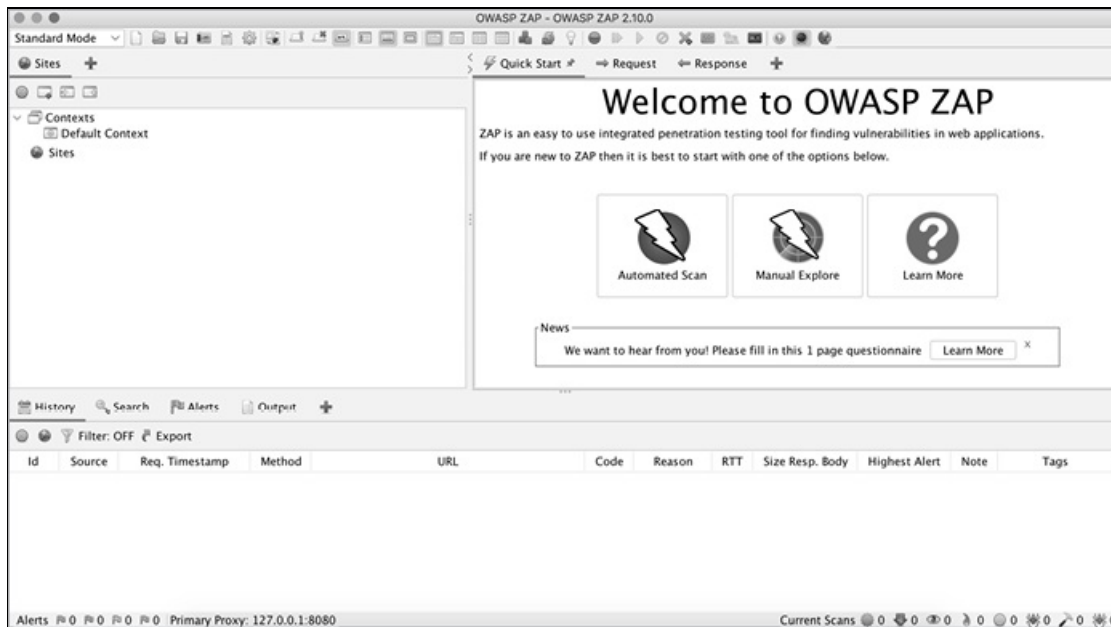 OWASP ZAP - OWASP ZAP 2.10.0
Standard Mode
Sites
Quick Start
Request
Response
Contexts
Default Context
Sites
Welcome to OWASP ZAP
ZAP is an easy to use integrated penetration testing tool for finding vulnerabilities in web applications.
If you are new to ZAP then it is best to start with one of the options below.
Automated Scan
Manual Explore
Learn More
News
We want to hear from you! Please fill in this 1 page questionnaire Learn More x
History Search Alerts Output
Filter: OFF Export
Id Source Req. Timestamp Method URL Code Reason RTT Size Resp. Body Highest Alert Note Tags
Alerts 0 0 0 0 Primary Proxy: 127.0.0.1:8080 Current Scans 0 0 0 0 0 0 0